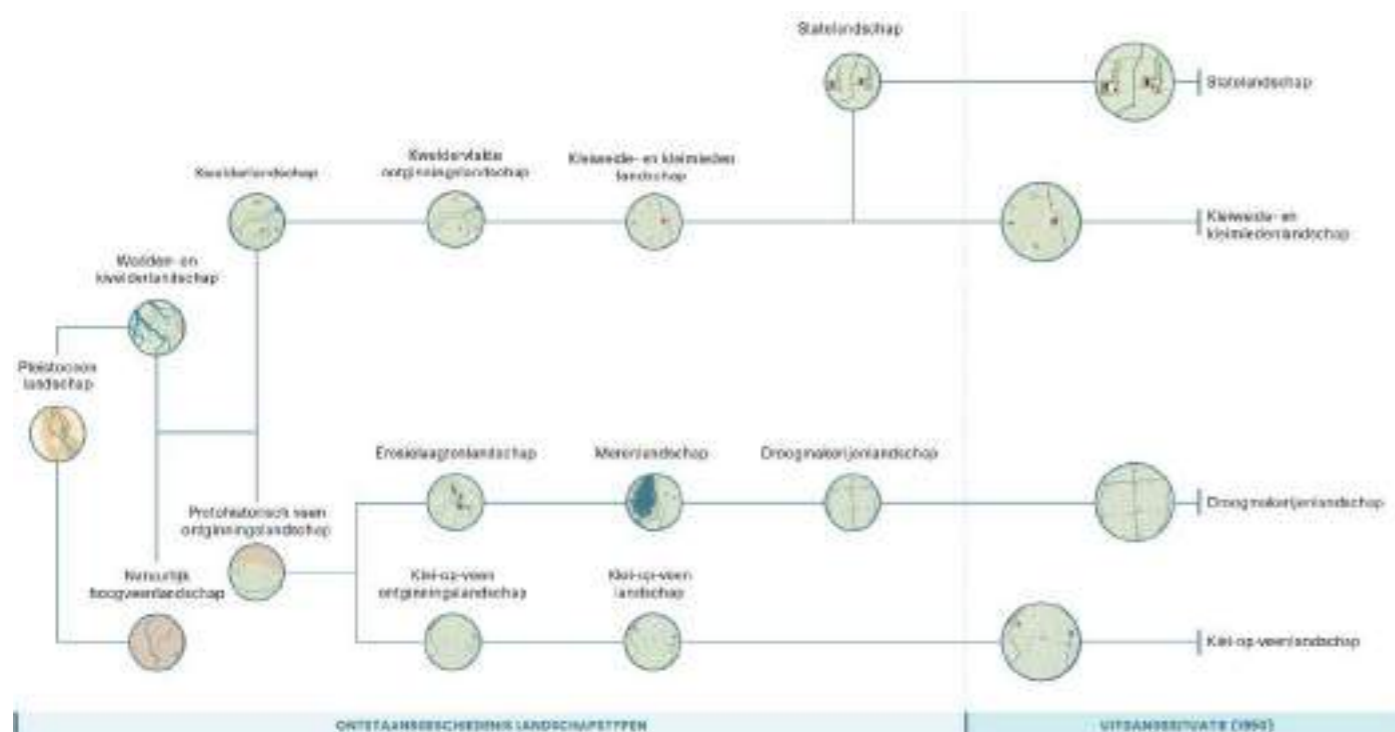 Statelandschap
Statelandschap
Kwelderlandschap
Kweldervlakte
ontginningslandschap
Kleiweide- en kleimieden
landschap
Kleiweide- en
kleimiedenlandschap
Wadden- en
kwelderlandschap
Pleistoceen
landschap
Erosielaagtenlandschap
Merenlandschap
Droogmakerijenlandschap
Droogmakerijenlandschap
Protohistorisch veen
ontginningslandschap
Natuurlijk
hoogveenlandschap
Klei-op-veen
ontginningslandschap
Klei-op-veen
landschap
Klei-op-veenlandschap
ONTSTAANSGESCHIEDENIS LANDSCHAPSTYPEN
UITGANGSSITUATIE (1950)